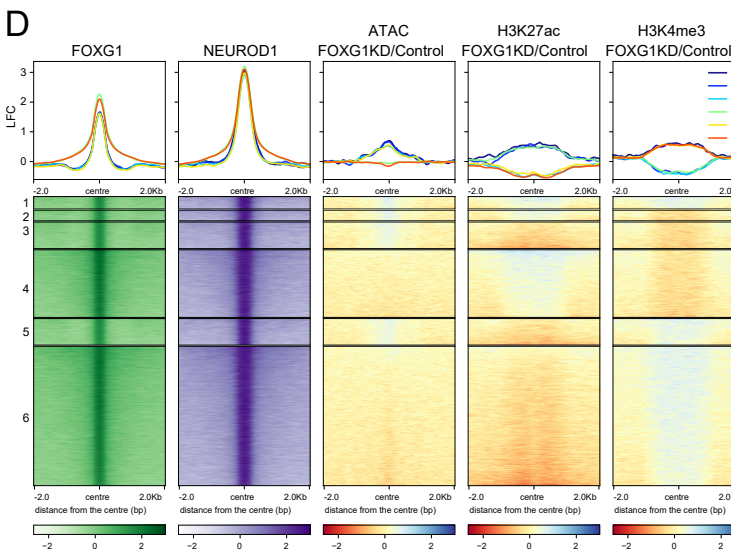 D
FOXG1 NEUROD1 ATAC FOXG1KD/Control H3K27ac FOXG1KD/Control H3K4me3 FOXG1KD/Control
LFC
3
2
1
0
-2.0 centre 2.0Kb -2.0 centre 2.0Kb -2.0 centre 2.0Kb -2.0 centre 2.0Kb -2.0 centre 2.0Kb
1
2
3
4
5
6
-2.0 centre 2.0Kb -2.0 centre 2.0Kb -2.0 centre 2.0Kb -2.0 centre 2.0Kb -2.0 centre 2.0Kb
distance from the centre (bp) distance from the centre (bp) distance from the centre (bp) distance from the centre (bp) distance from the centre (bp)
-2 0 2 -2 0 2 -2 0 2 -2 0 2 -2 0 2